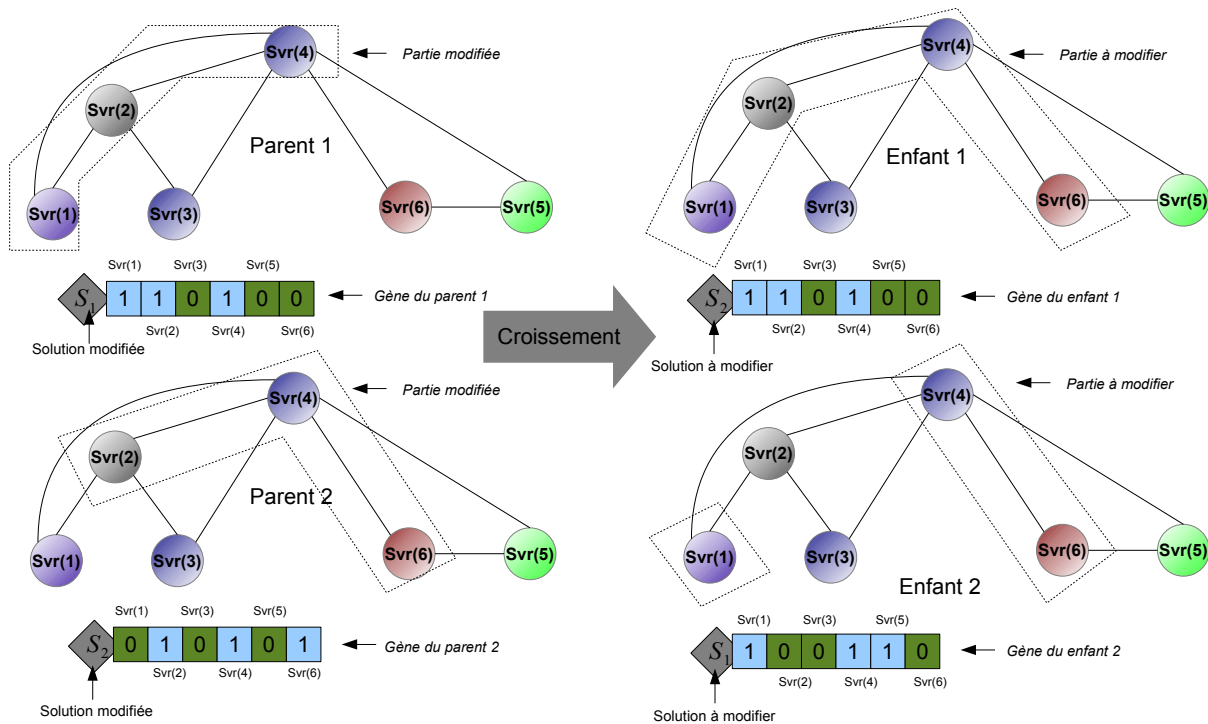 Svr(4)
Partie modifiée
Svr(2)
Parent 1
Svr(1)
Svr(3)
Svr(6)
Svr(5)
Svr(1) Svr(3) Svr(5)
S1 1 1 0 1 0 0
Gène du parent 1
Svr(2) Svr(4) Svr(6)
Solution modifiée
Svr(4)
Partie modifiée
Svr(2)
Parent 2
Svr(1)
Svr(3)
Svr(6)
Svr(5)
Svr(1) Svr(3) Svr(5)
S2 0 1 0 1 0 1
Gène du parent 2
Svr(2) Svr(4) Svr(6)
Solution modifiée
Croissement
Svr(4)
Partie à modifier
Svr(2)
Enfant 1
Svr(1)
Svr(3)
Svr(6)
Svr(5)
Svr(1) Svr(3) Svr(5)
S2 1 1 0 1 0 0
Gène du enfant 1
Svr(2) Svr(4) Svr(6)
Solution à modifier
Svr(4)
Partie à modifier
Svr(2)
Svr(1)
Svr(3)
Svr(6)
Svr(5)
Enfant 2
Svr(1) Svr(3) Svr(5)
S1 1 0 0 1 1 0
Gène du enfant 2
Svr(2) Svr(4) Svr(6)
Solution à modifier